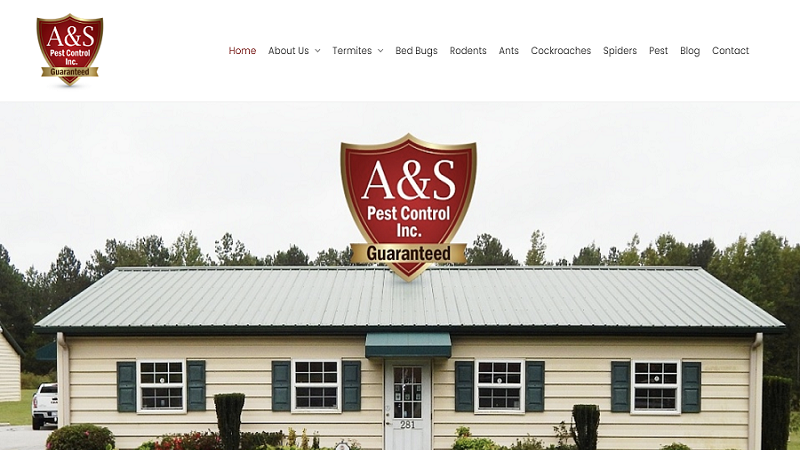 A&S
Pest Control
Inc.
Guaranteed
Home About Us Termites Bed Bugs Rodents Ants Cockroaches Spiders Pest Blog Contact
A&S
Pest Control
Inc.
Guaranteed
281